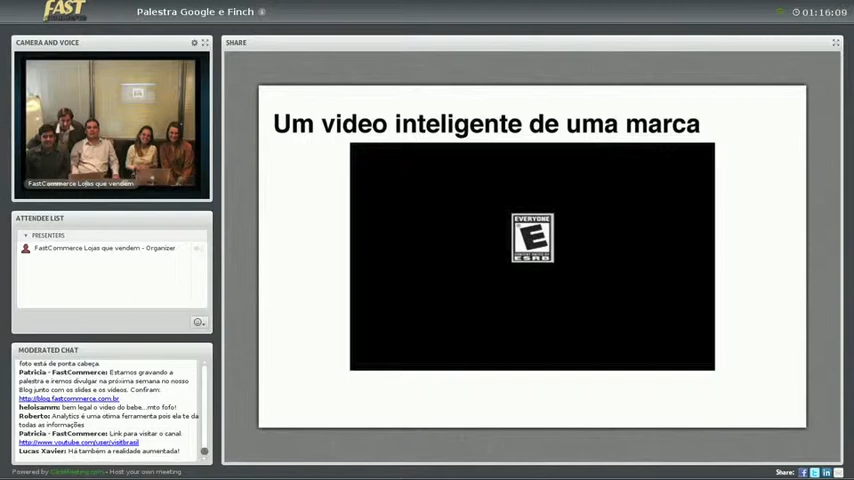 FAST
Palestra Google e Finch
01:16:09
CAMERA AND VOICE
FastCommerce Lojas que vendem
ATTENDEE LIST
PRESENTERS
FastCommerce Lojas que vendem - Organizer
MODERATED CHAT
foto está de ponta cabeça.
Patricia - FastCommerce: Estamos gravando a
palestra e iremos divulgar na próxima semana no nosso
Blog junto com os slides e os videos. Confiram:
http://blog.fastcommerce.com.br
heloisamm: bem legal o video do bebe...mto fofo!
Roberto: Analytics é uma otima ferramenta pois ela te da
todas as informações
Patricia - FastCommerce: Link para visitar o canal.
http://www.youtube.com/user/visitbrasil
Lucas Xavier: Há também a realidade aumentada!
SHARE
Um video inteligente de uma marca
EVERYONE
E
ESRB
Powered by ClickMeeting.com - Host your own meeting
Share: